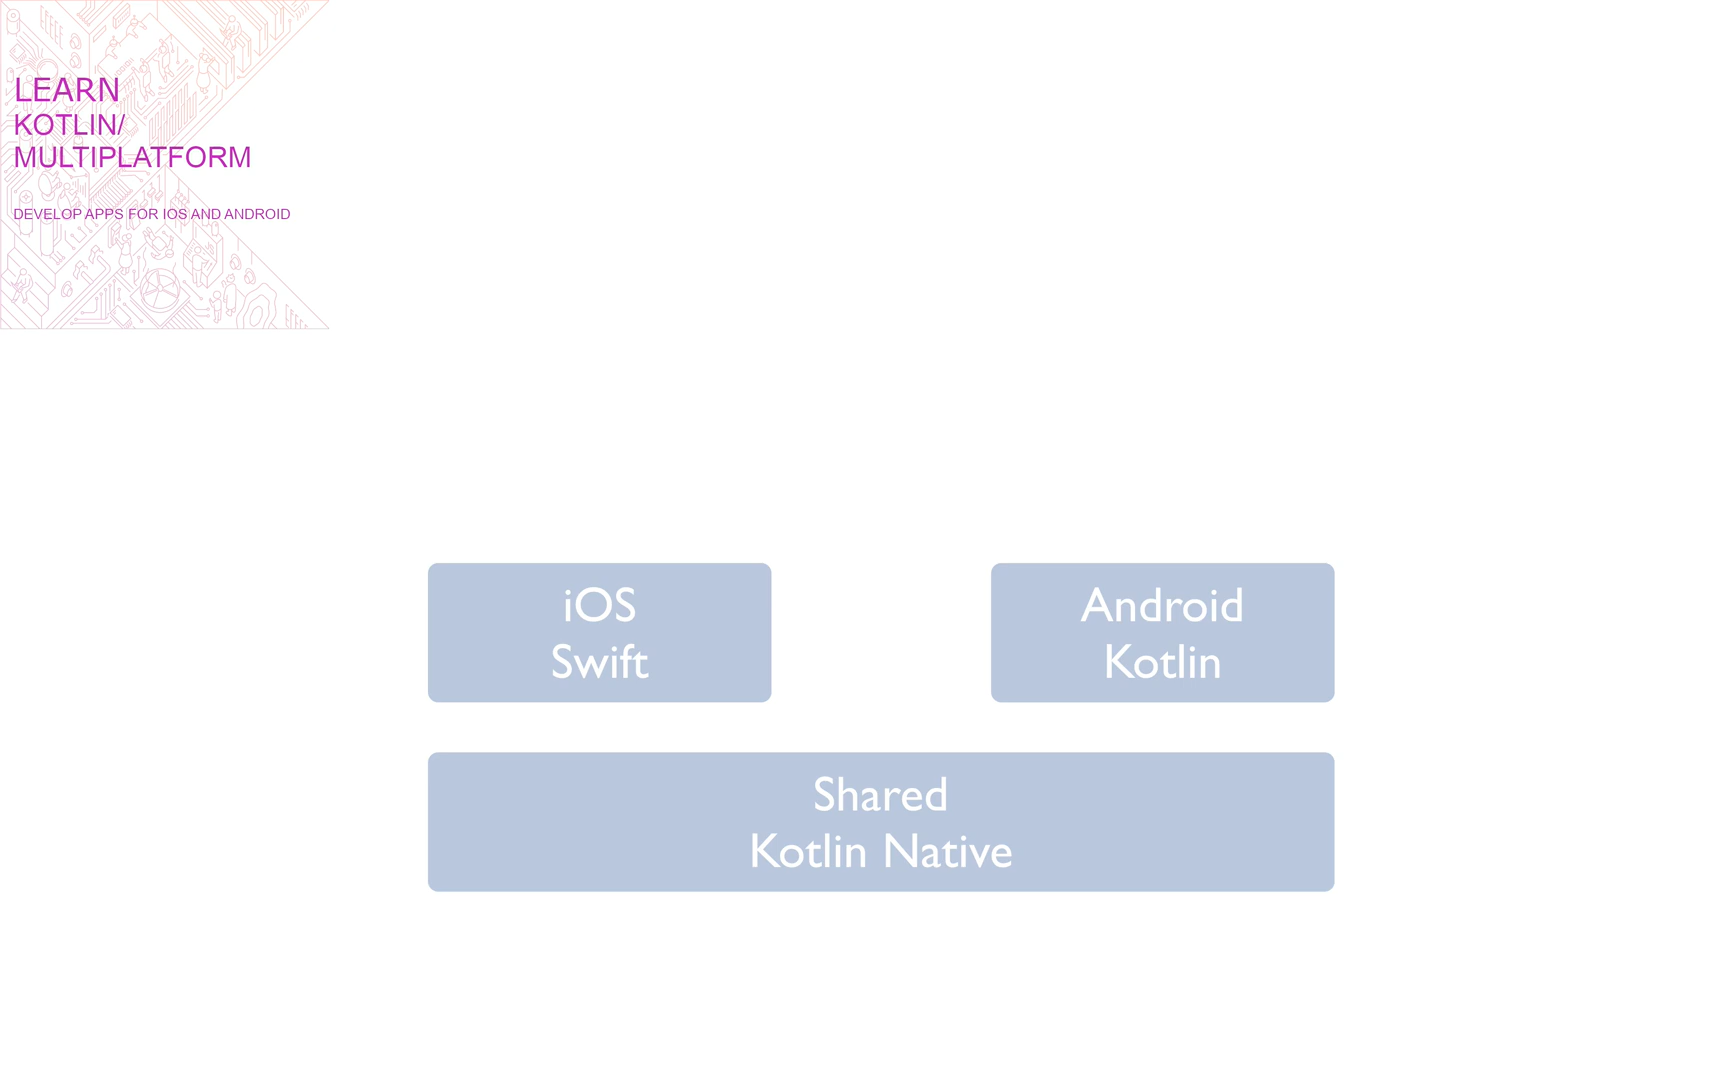 LEARN
KOTLIN/
MULTIPLATFORM
DEVELOP APPS FOR IOS AND ANDROID
iOS
Swift
Android
Kotlin
Shared
Kotlin Native